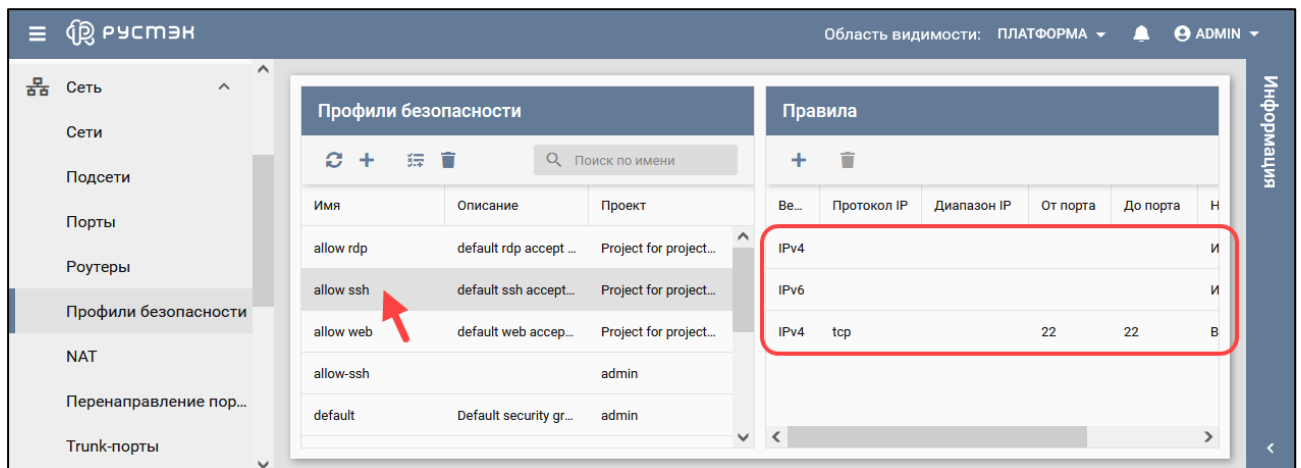 РУСТЭК
Область видимости: ПЛАТФОРМА
ADMIN
Сеть
Сети
Подсети
Порты
Роутеры
Профили безопасности
NAT
Перенаправление пор...
Trunk-порты
Профили безопасности
Поиск по имени
Имя Описание Проект
allow rdp default rdp accept ... Project for project...
allow ssh default ssh accept... Project for project...
allow web default web accep... Project for project...
allow-ssh admin
default Default security gr... admin
Правила
Ве... Протокол IP Диапазон IP От порта До порта Н
IPv4 И
IPv6 И
IPv4 tcp 22 22 В
Информация